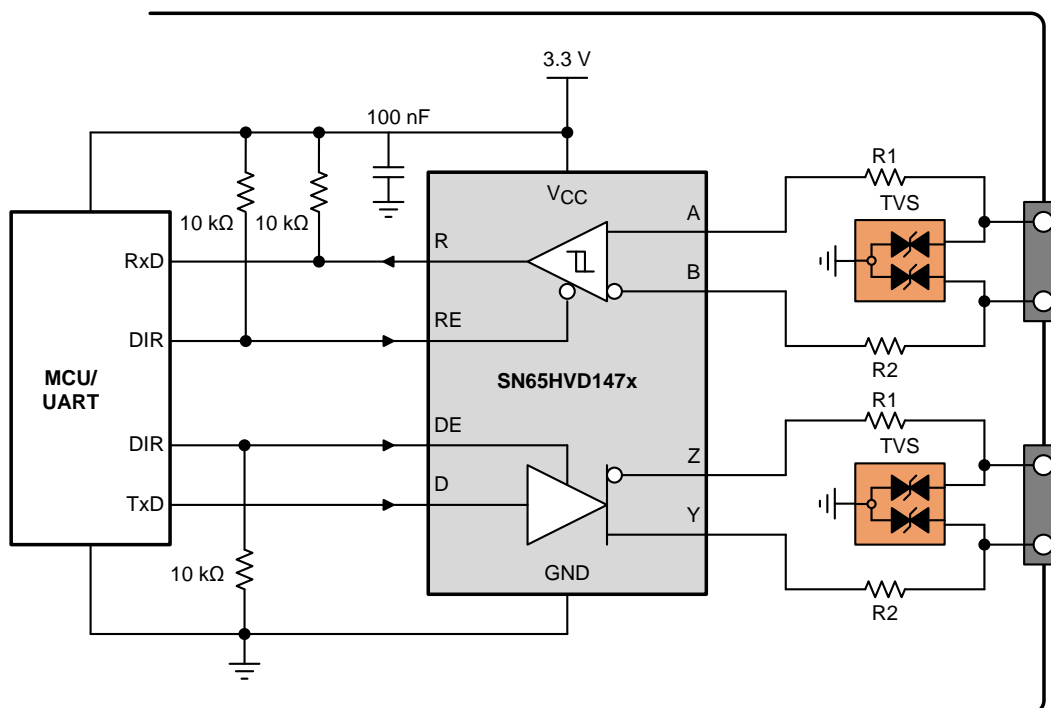 3.3 V
100 nF
R1
TVS
VCC
10 kΩ
10 kΩ
A
R
RxD
B
RE
DIR
R2
MCU/
UART
SN65HVD147x
R1
TVS
DIR
DE
Z
D
TxD
Y
10 kΩ
GND
R2